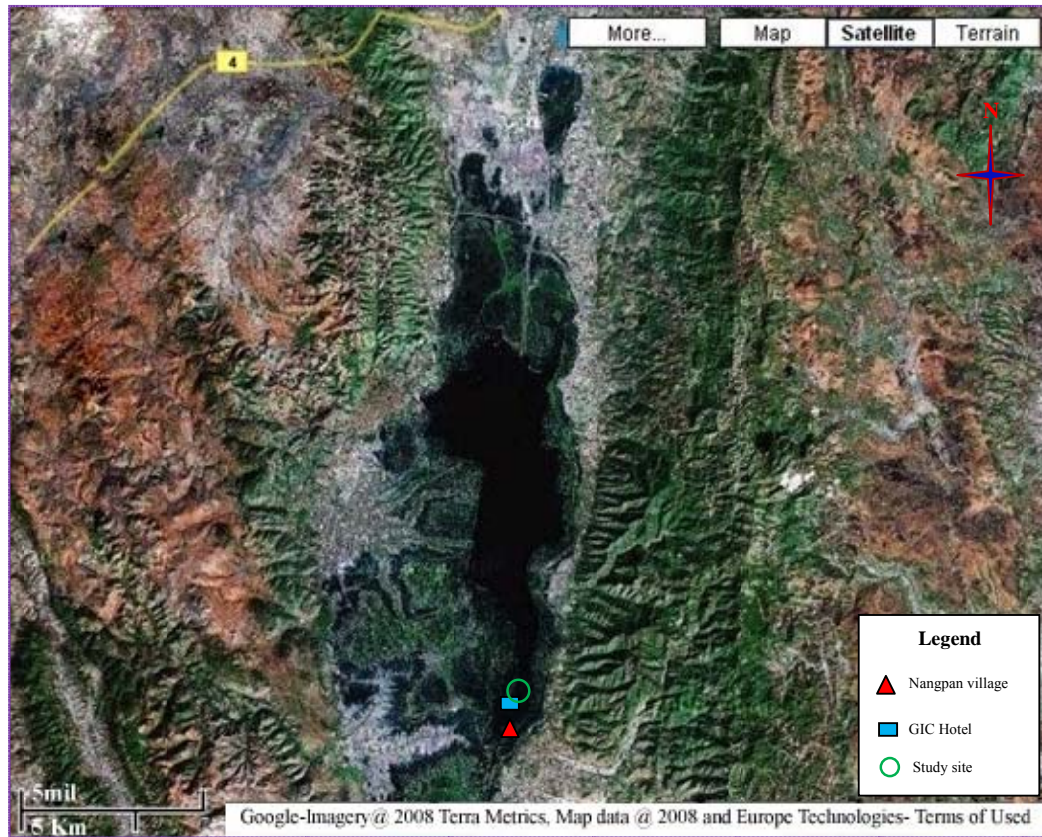 More...
Map
Satellite
Terrain
4
N
Legend
Nangpan village
GIC Hotel
Study site
5mil
5 Km
Google-Imagery@ 2008 Terra Metrics, Map data @ 2008 and Europe Technologies- Terms of Used